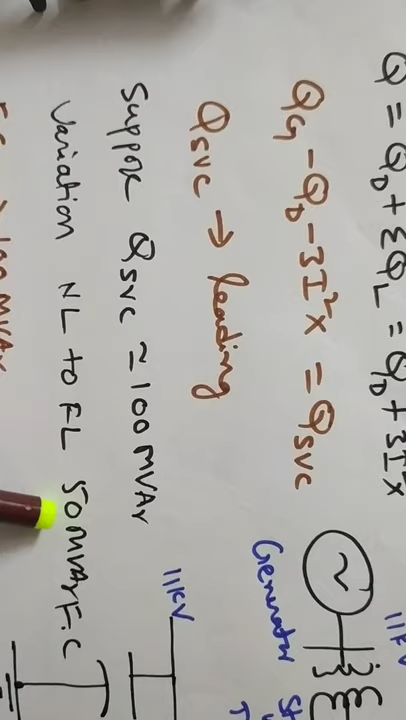 Q = Q_D + ΣQ_L = Q_D + 3I²X
Q_G - Q_D - 3I²X = Q_SVC
Q_SVC → leading
Suppose Q_SVC ≃ 100 MVAr
Variation NL to FL 50 MVAr F.C
11kV
Generator
11kV